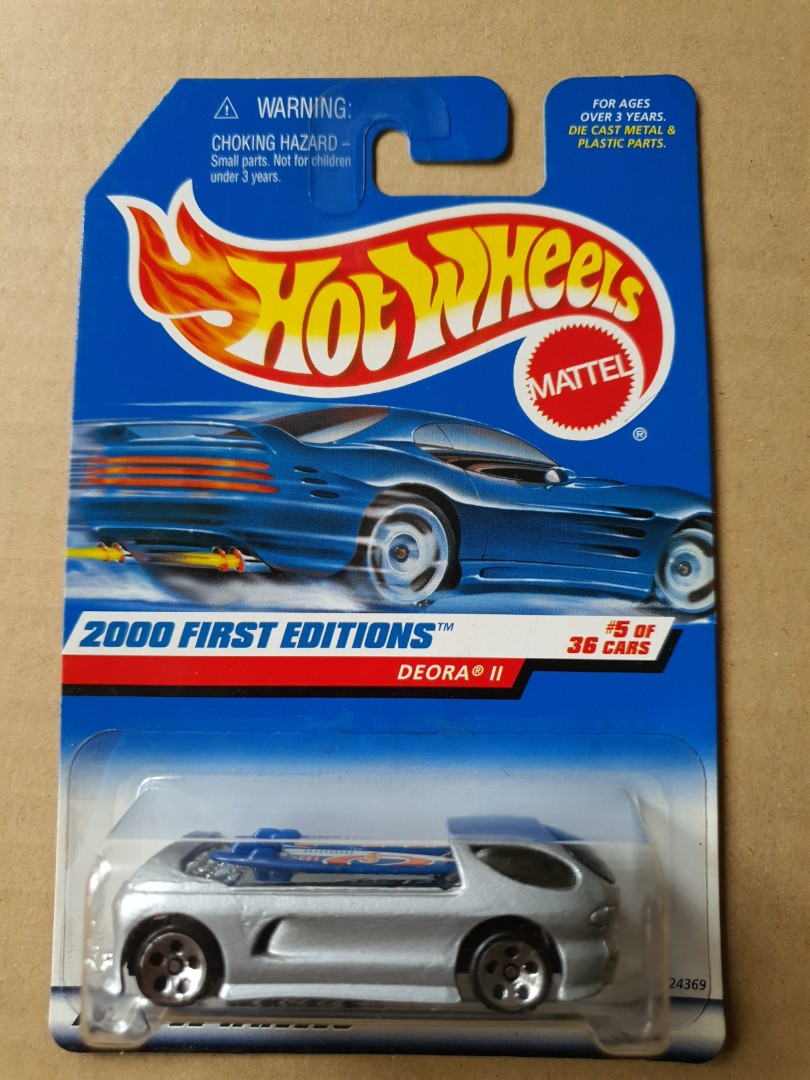 WARNING:
CHOKING HAZARD –
Small parts. Not for children
under 3 years.
FOR AGES
OVER 3 YEARS.
DIE CAST METAL &
PLASTIC PARTS.
HOT WHEELS
MATTEL
®
2000 FIRST EDITIONS™
#5 OF
36 CARS
DEORA® II
24369